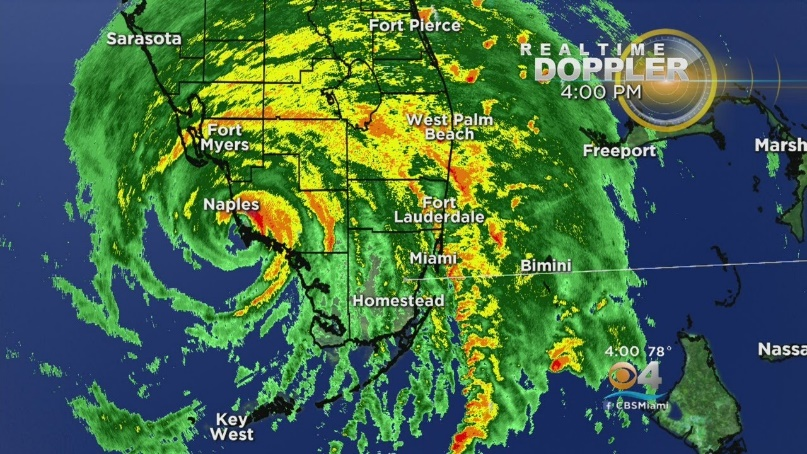 Sarasota
Fort Pierce
REALTIME
DOPPLER
4:00 PM
West Palm
Beach
Fort
Myers
Freeport
Marsh
Naples
Fort
Lauderdale
Miami
Bimini
Homestead
4:00 78°
4
CBSMiami
Nassa
Key
West